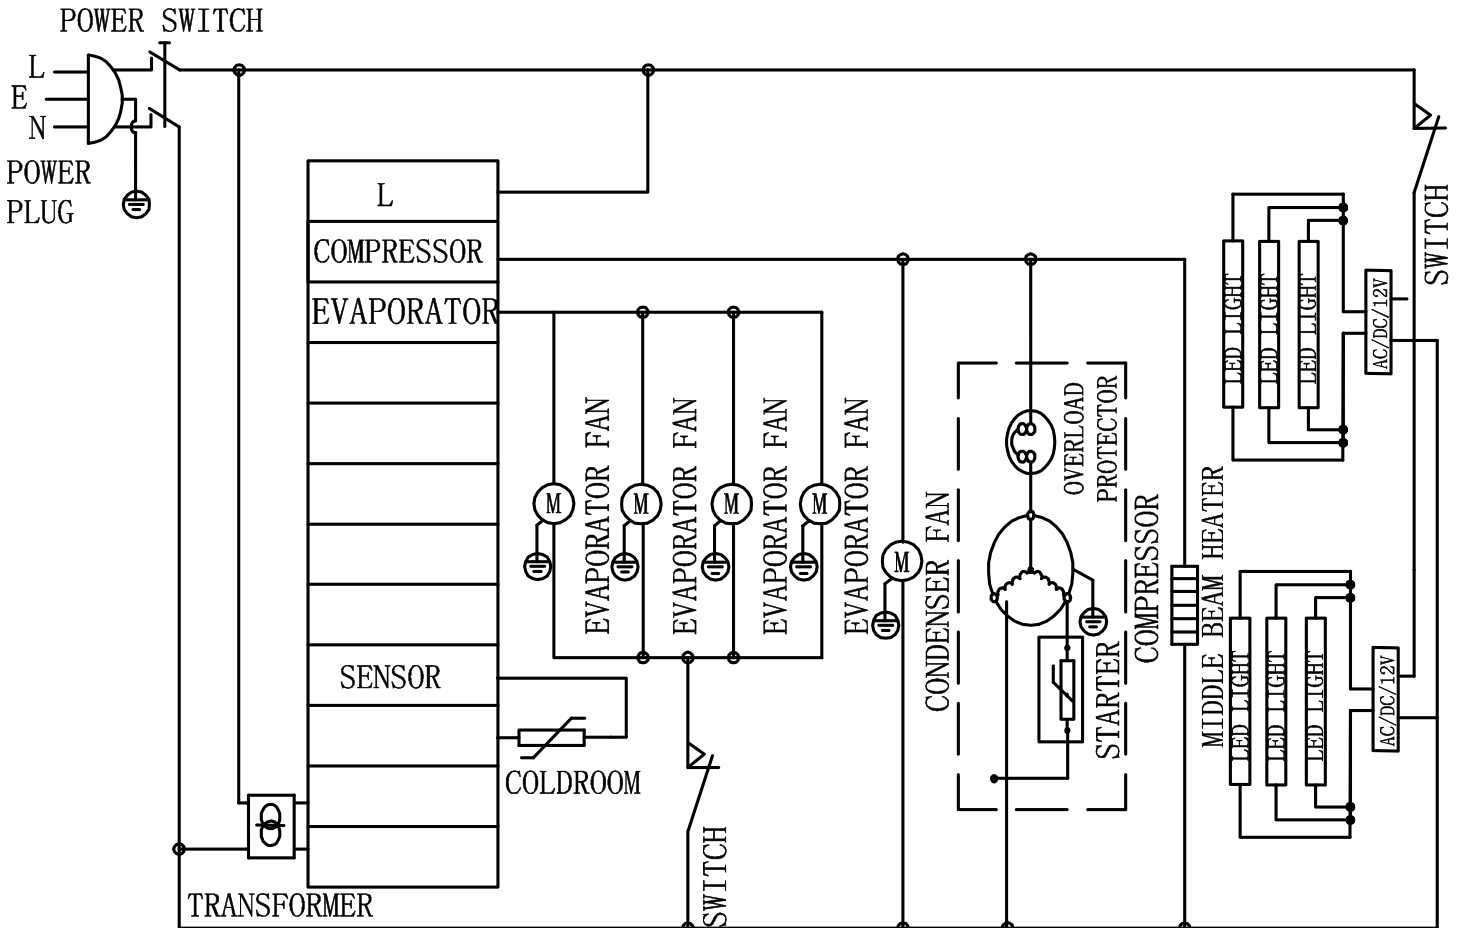 POWER SWITCH
L
E
N
POWER
PLUG
L
COMPRESSOR
EVAPORATOR
SENSOR
COLDROOM
TRANSFORMER
M
EVAPORATOR FAN
M
EVAPORATOR FAN
M
EVAPORATOR FAN
M
EVAPORATOR FAN
SWITCH
M
CONDENSER FAN
OVERLOAD
PROTECTOR
STARTER
COMPRESSOR
MIDDLE BEAM HEATER
LED LIGHT
LED LIGHT
LED LIGHT
AC/DC/12V
SWITCH
LED LIGHT
LED LIGHT
LED LIGHT
AC/DC/12V